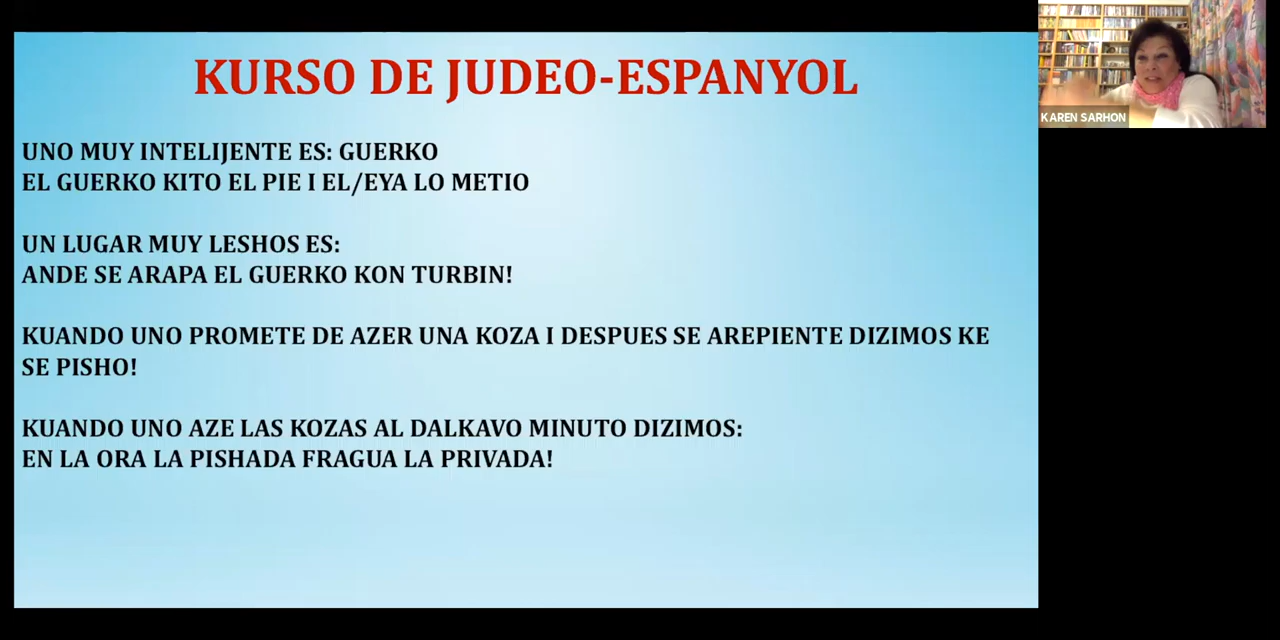 KURSO DE JUDEO-ESPANYOL
UNO MUY INTELIJENTE ES: GUERKO
EL GUERKO KITO EL PIE I EL/EYA LO METIO
UN LUGAR MUY LESHOS ES:
ANDE SE ARAPA EL GUERKO KON TURBIN!
KUANDO UNO PROMETE DE AZER UNA KOZA I DESPUES SE AREPIENTE DIZIMOS KE
SE PISHO!
KUANDO UNO AZE LAS KOZAS AL DALKAVO MINUTO DIZIMOS:
EN LA ORA LA PISHADA FRAGUA LA PRIVADA!
KAREN SARHON